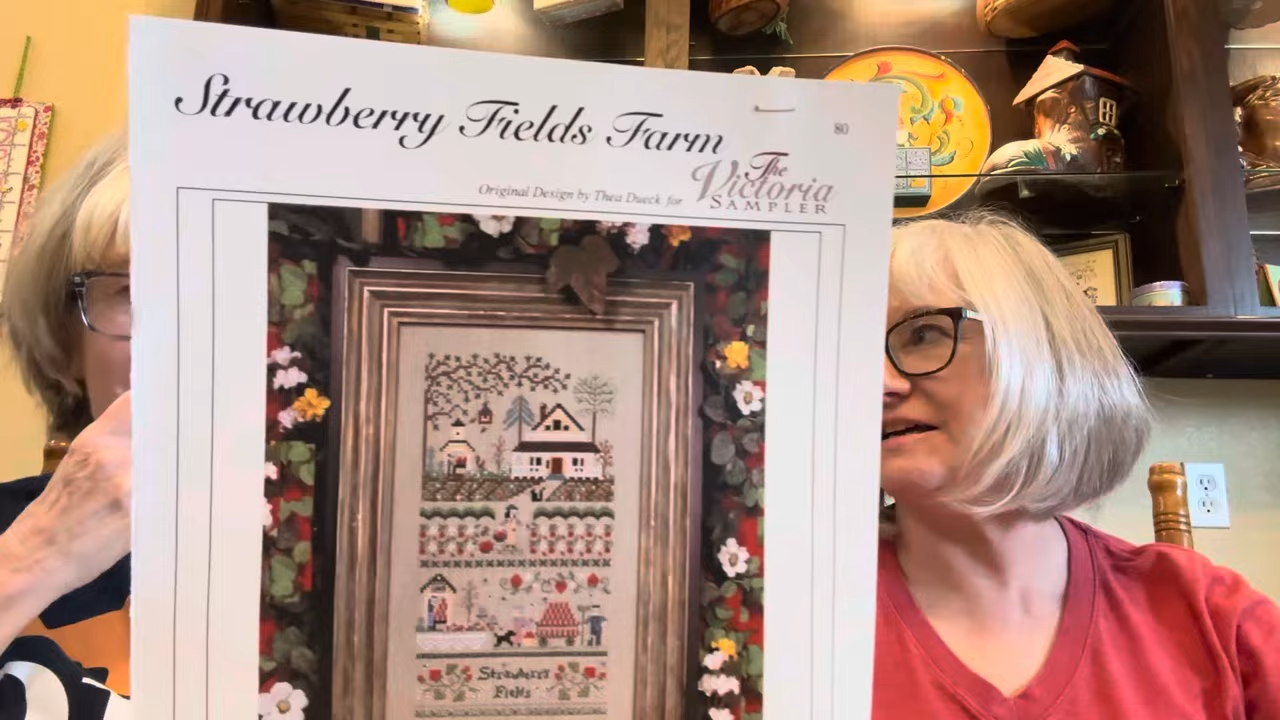 Strawberry Fields Farm
80
Original Design by Thea Dueck for
The
Victoria
SAMPLER
Strawberry
Fields